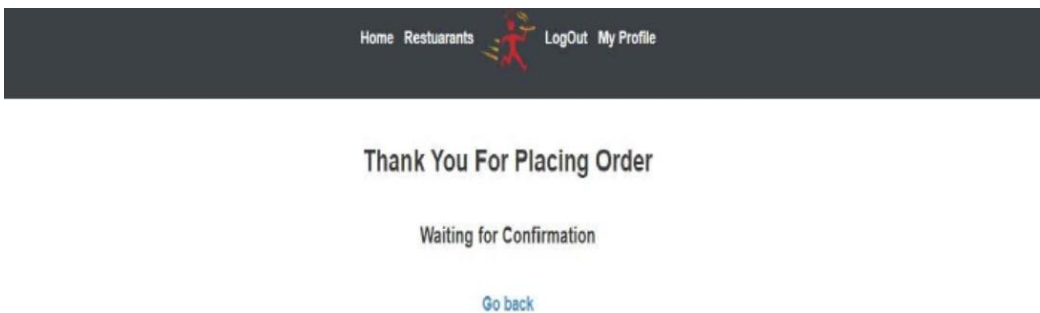 Home Restuarants LogOut My Profile
Thank You For Placing Order
Waiting for Confirmation
Go back